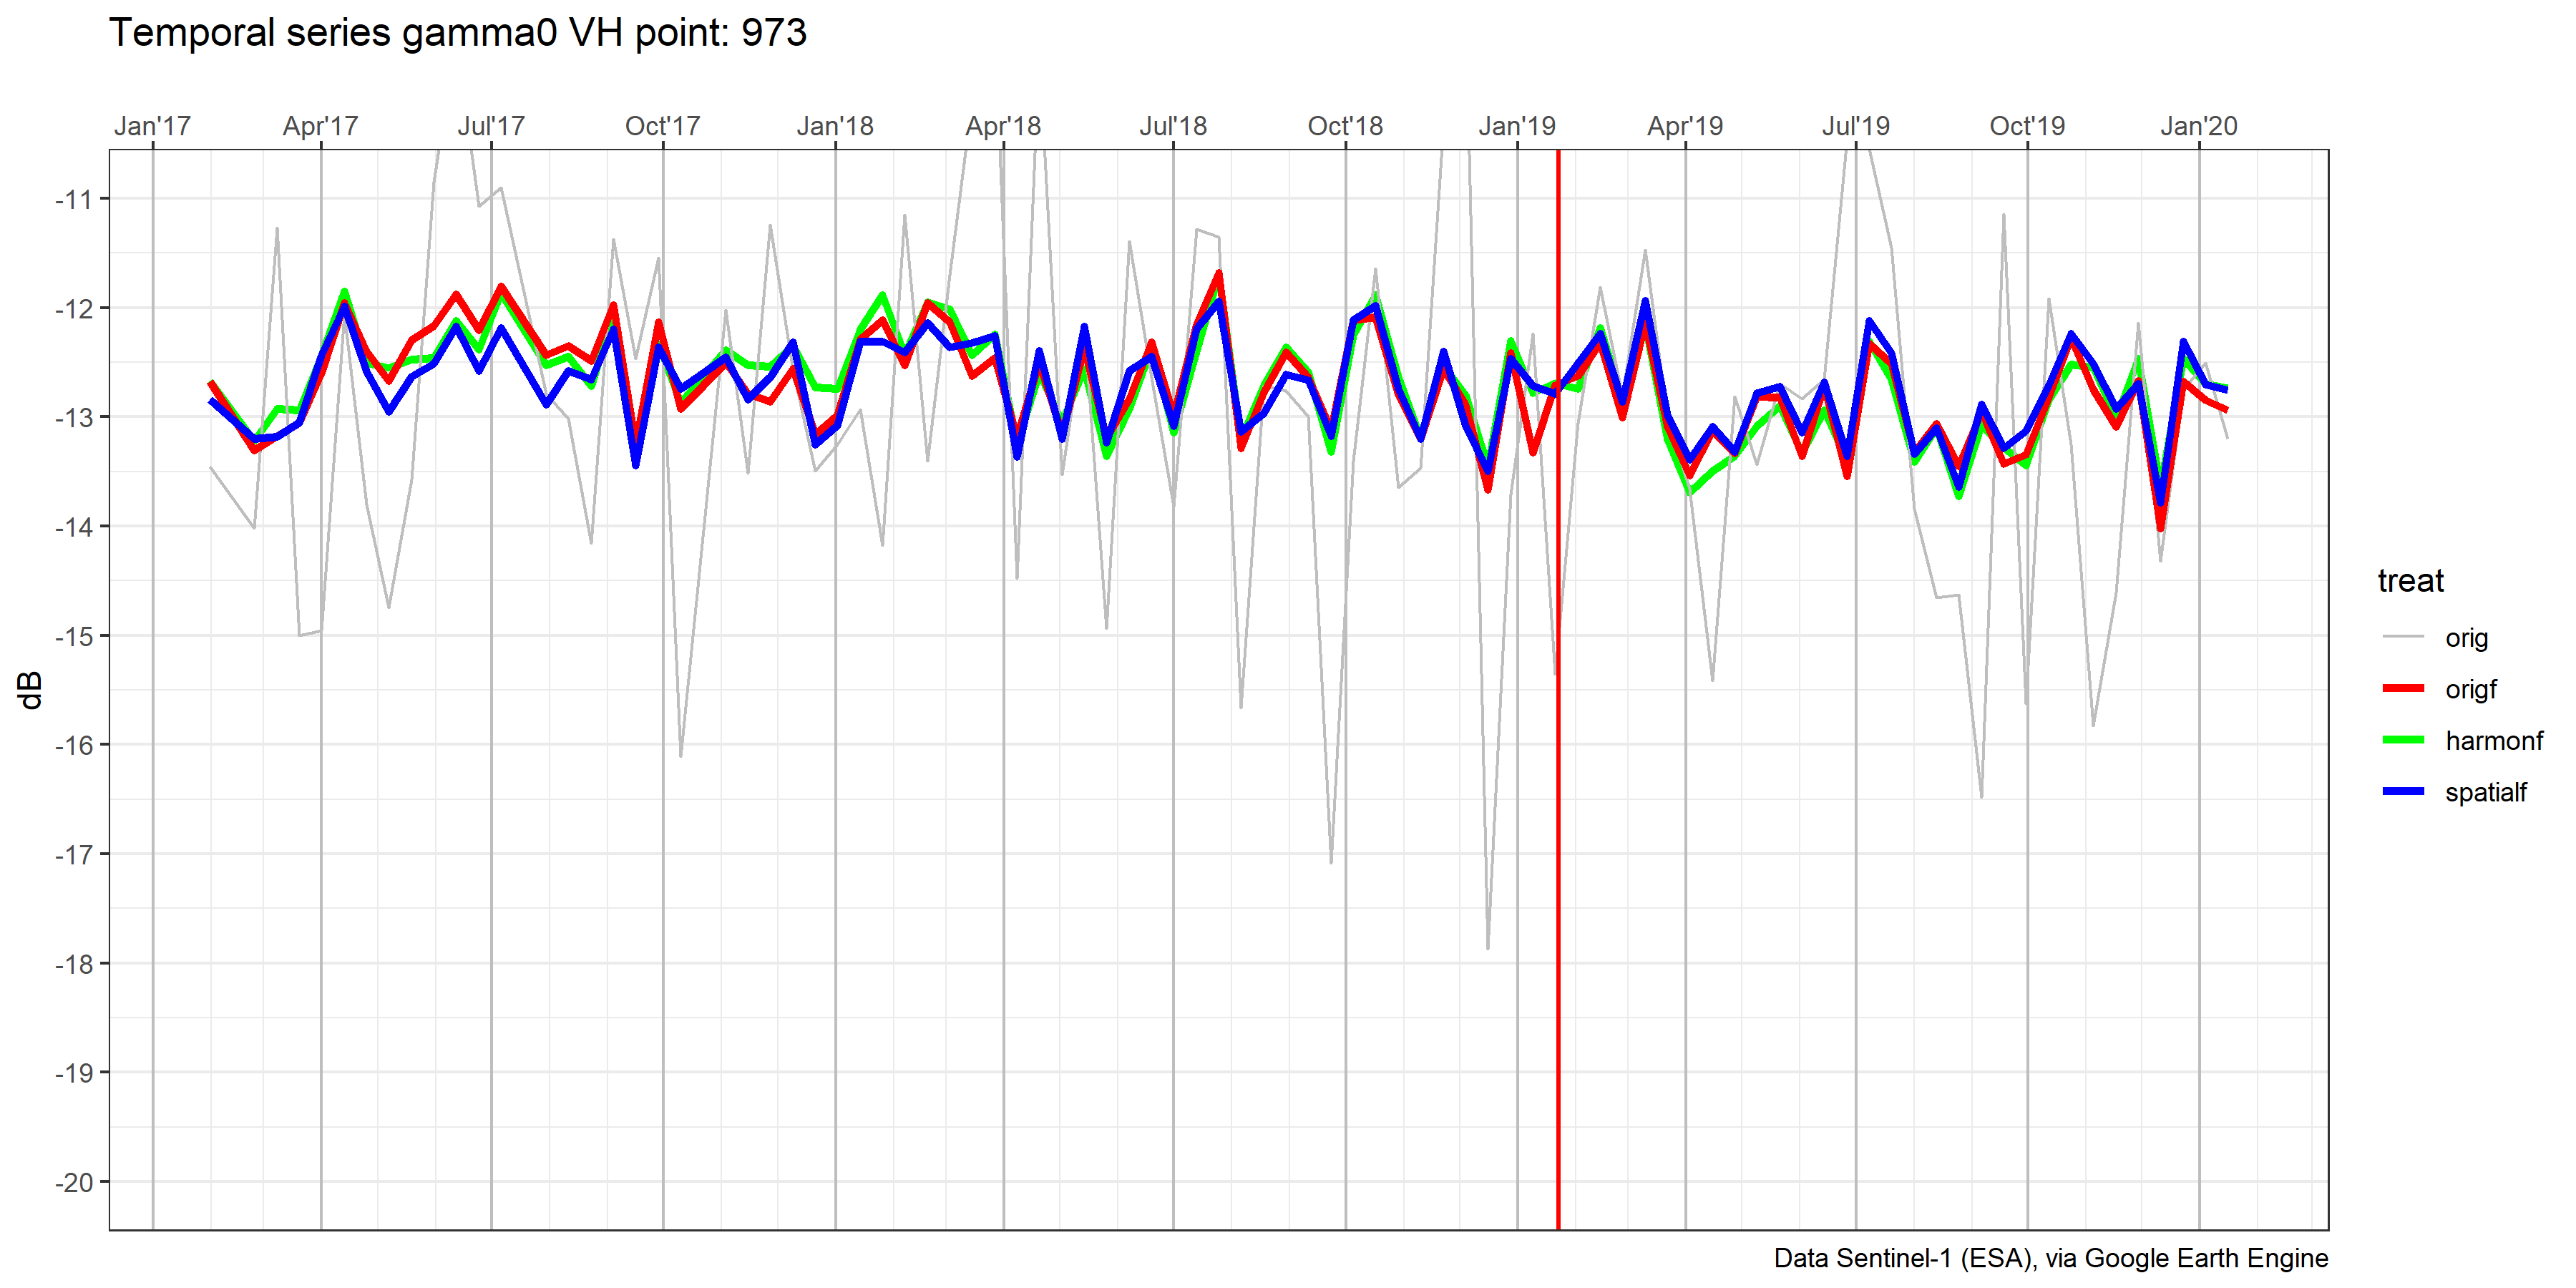 Temporal series gamma0 VH point: 973
Jan'17 Apr'17 Jul'17 Oct'17 Jan'18 Apr'18 Jul'18 Oct'18 Jan'19 Apr'19 Jul'19 Oct'19 Jan'20
-11
-12
-13
-14
-15
-16
-17
-18
-19
-20
dB
treat
orig
origf
harmonf
spatialf
Data Sentinel-1 (ESA), via Google Earth Engine